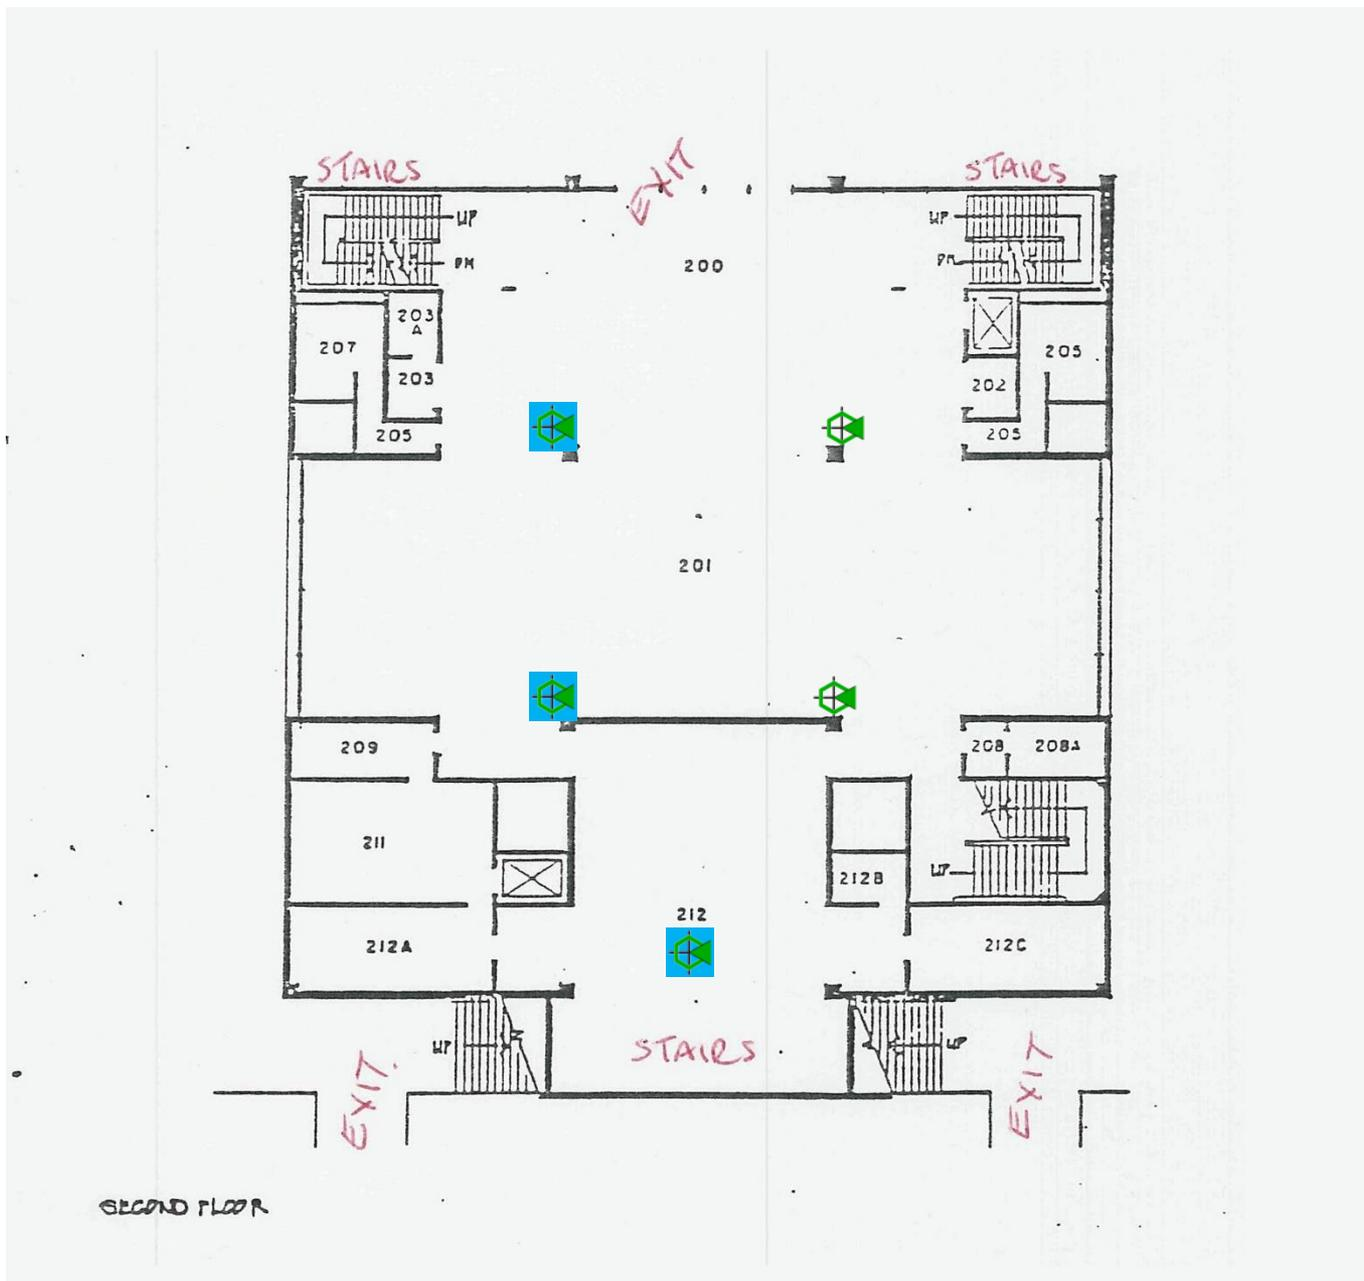 STAIRS
EXIT
STAIRS
UP
UP
DN
DN
200
203
A
207
205
203
202
205
205
201
209
208
208A
211
UP
212B
212
212A
212C
UP
UP
STAIRS
EXIT
EXIT
SECOND FLOOR